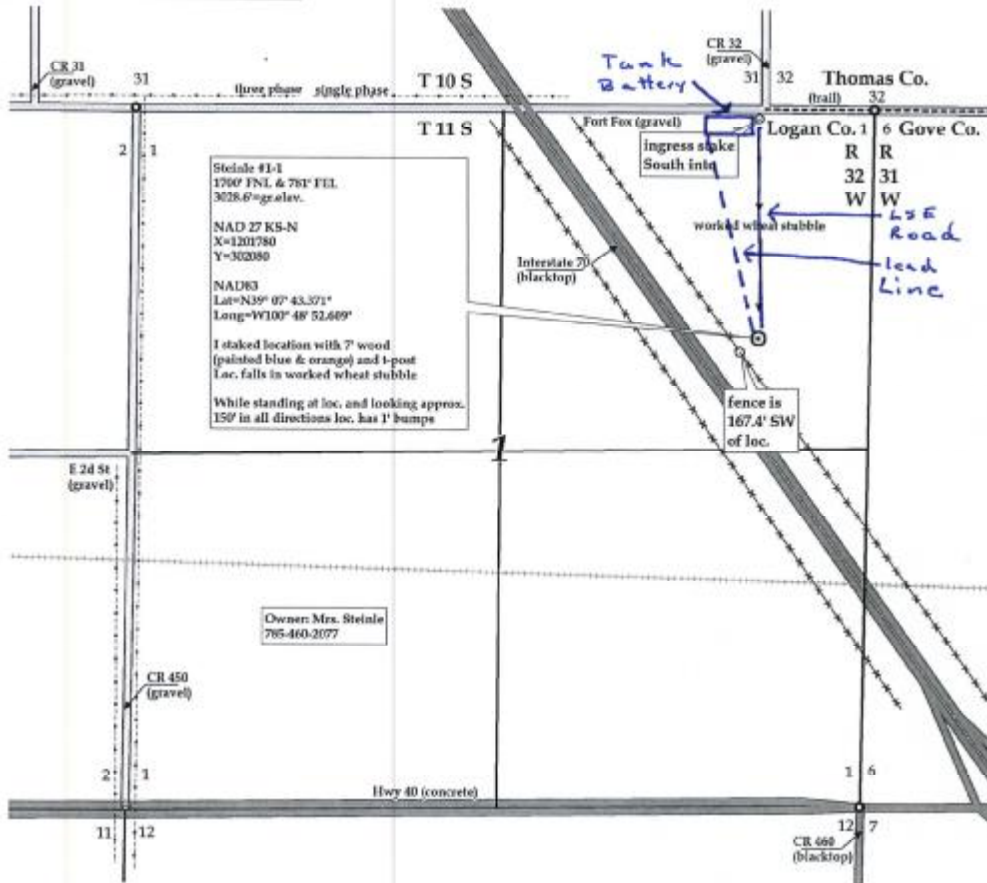 CR 31
(gravel)
31
three phase
single phase
T 10 S
Tank
Battery
CR 32
(gravel)
31
32
Thomas Co.
(trail)
32
2
1
T 11 S
Fort Fox (gravel)
ingress stake
South into
Logan Co.
1
6
Gove Co.
R
R
32
31
W
W
worked wheat stubble
LSE
Road
lead
Line
Steinle #1-1
1700' FNL & 781' FEL
3028.6'=gr.elev.
NAD 27 KS-N
X=1201780
Y=302080
NAD83
Lat=N39° 07' 43.371"
Long=W100° 48' 52.609"
I staked location with 7' wood
(painted blue & orange) and t-post
Loc. falls in worked wheat stubble
While standing at loc. and looking approx.
150' in all directions loc. has 1' bumps
Interstate 70
(blacktop)
fence is
167.4' SW
of loc.
1
E 2d St
(gravel)
Owner: Mrs. Steinle
785-460-2077
CR 450
(gravel)
2
1
1
6
Hwy 40 (concrete)
11
12
12
7
CR 460
(blacktop)